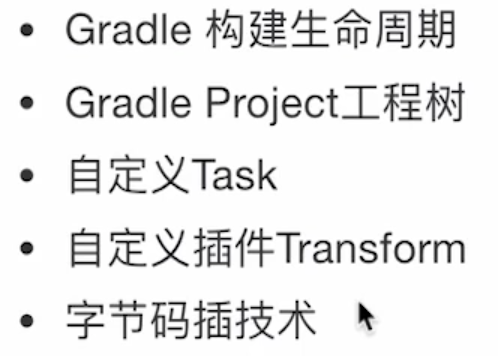 • Gradle 构建生命周期
• Gradle Project工程树
• 自定义Task
• 自定义插件Transform
• 字节码插技术